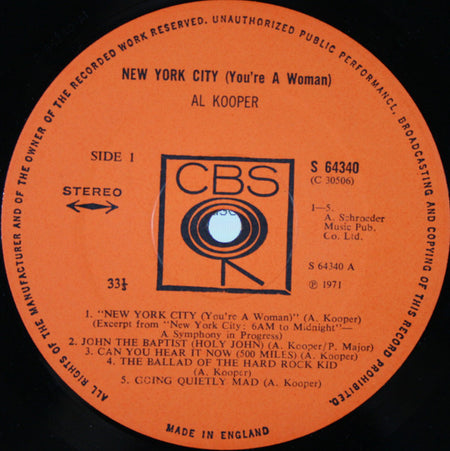 ALL RIGHTS OF THE MANUFACTURER AND OF THE OWNER OF THE RECORDED WORK RESERVED. UNAUTHORIZED PUBLIC PERFORMANCE, BROADCASTING AND COPYING OF THIS RECORD PROHIBITED.
NEW YORK CITY (You're A Woman)
AL KOOPER
SIDE 1
STEREO
CBS
DISC
S 64340
(C 30506)
1—5.
A. Schroeder
Music Pub.
Co. Ltd.
33⅓
S 64340 A
℗ 1971
1. "NEW YORK CITY (You're A Woman)" (A. Kooper)
(Excerpt from "New York City: 6AM to Midnight"—
A Symphony in Progress)
2. JOHN THE BAPTIST (HOLY JOHN) (A. Kooper/P. Major)
3. CAN YOU HEAR IT NOW (500 MILES) (A. Kooper)
4. THE BALLAD OF THE HARD ROCK KID
(A. Kooper)
5. GOING QUIETLY MAD (A. Kooper)
MADE IN ENGLAND